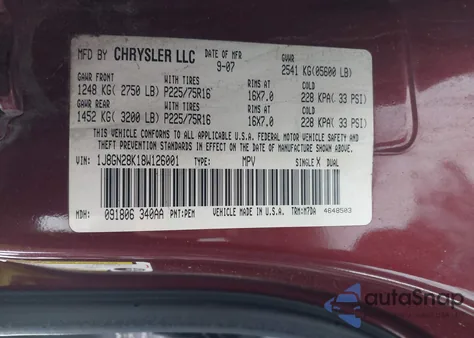 MFD BY CHRYSLER LLC DATE OF MFR GVWR
9-07 2541 KG(05600 LB)
GAWR FRONT WITH TIRES RIMS AT COLD
1248 KG( 2750 LB) P225/75R16 16X7.0 228 KPA( 33 PSI)
GAWR REAR WITH TIRES RIMS AT COLD
1452 KG( 3200 LB) P225/75R16 16X7.0 228 KPA( 33 PSI)
THIS VEHICLE CONFORMS TO ALL APPLICABLE U.S.A. FEDERAL MOTOR VEHICLE SAFETY,
BUMPER, AND THEFT PREVENTION STANDARDS IN EFFECT ON THE DATE OF MANUFACTURE SHOWN ABOVE.
VIN: 1J8GN28K18W126001 TYPE: MPV SINGLE X DUAL
MDH: 091806 340AA PNT:PEM VEHICLE MADE IN U.S.A. TRM:M7DA 4648503
autoSnap